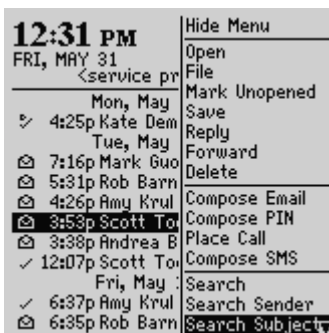 12:31 PM
FRI, MAY 31
<service pr
Mon, May
4:25p Kate Dem
Tue, May
7:16p Mark Guo
5:31p Rob Barn
4:26p Amy Krul
3:53p Scott To
3:38p Andrea B
12:07p Scott To
Fri, May
6:37p Amy Krul
6:35p Rob Barn
Hide Menu
Open
File
Mark Unopened
Save
Reply
Forward
Delete
Compose Email
Compose PIN
Place Call
Compose SMS
Search
Search Sender
Search Subject